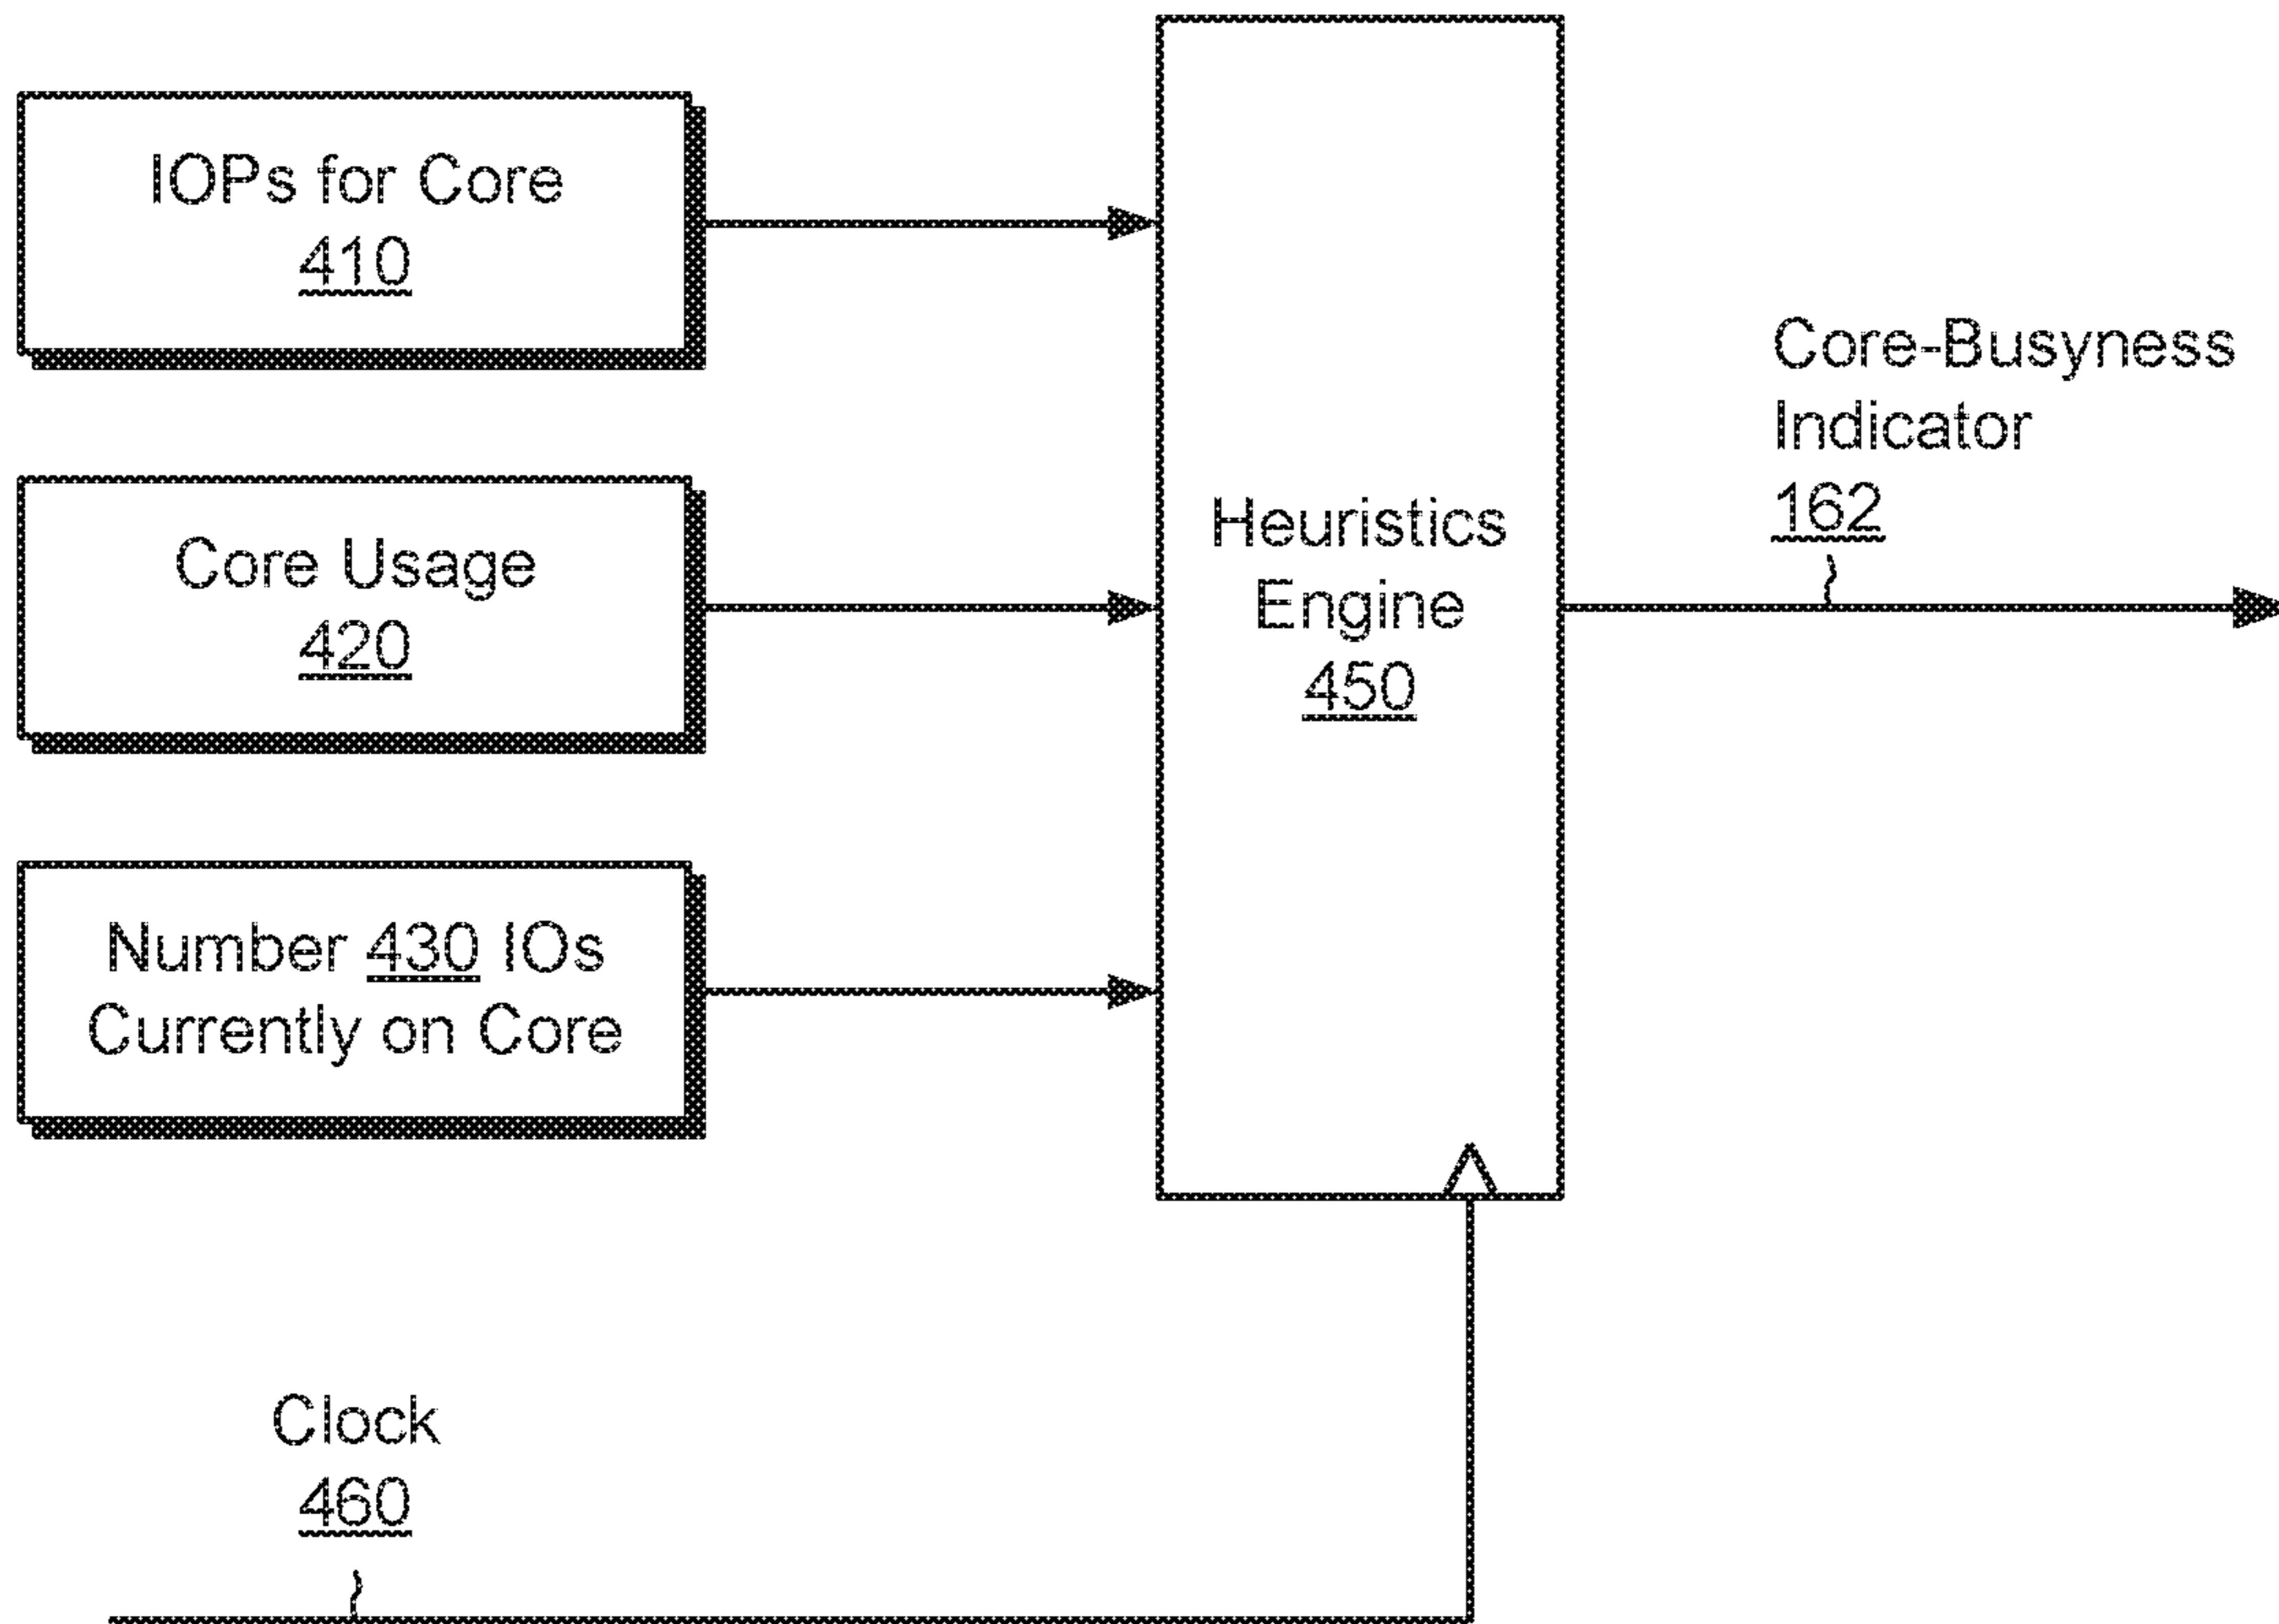 IOPs for Core
410
Core Usage
420
Number 430 IOs
Currently on Core
Heuristics
Engine
450
Core-Busyness
Indicator
162
Clock
460